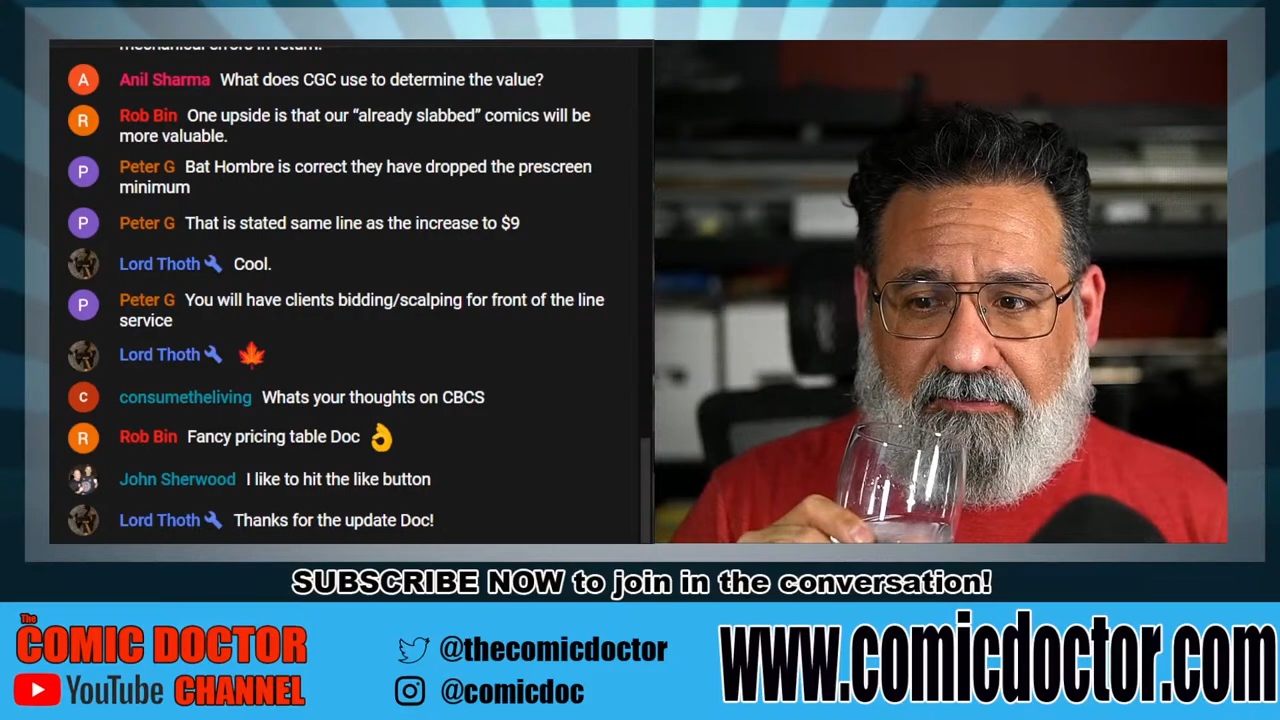 mechanical errors in return.
A Anil Sharma What does CGC use to determine the value?
R Rob Bin One upside is that our “already slabbed” comics will be
more valuable.
P Peter G Bat Hombre is correct they have dropped the prescreen
minimum
P Peter G That is stated same line as the increase to $9
Lord Thoth Cool.
P Peter G You will have clients bidding/scalping for front of the line
service
Lord Thoth
C consumetheliving Whats your thoughts on CBCS
R Rob Bin Fancy pricing table Doc 👌
John Sherwood I like to hit the like button
Lord Thoth Thanks for the update Doc!
SUBSCRIBE NOW to join in the conversation!
The
COMIC DOCTOR
YouTube CHANNEL
@thecomicdoctor
@comicdoc
www.comicdoctor.com